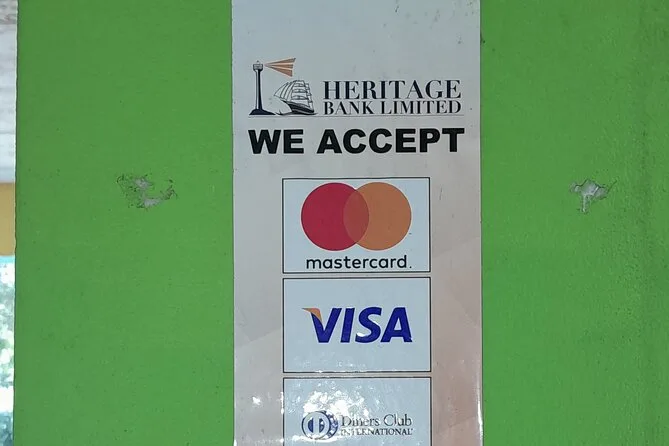 HERITAGE
BANK LIMITED
WE ACCEPT
mastercard.
VISA
Diners Club
INTERNATIONAL